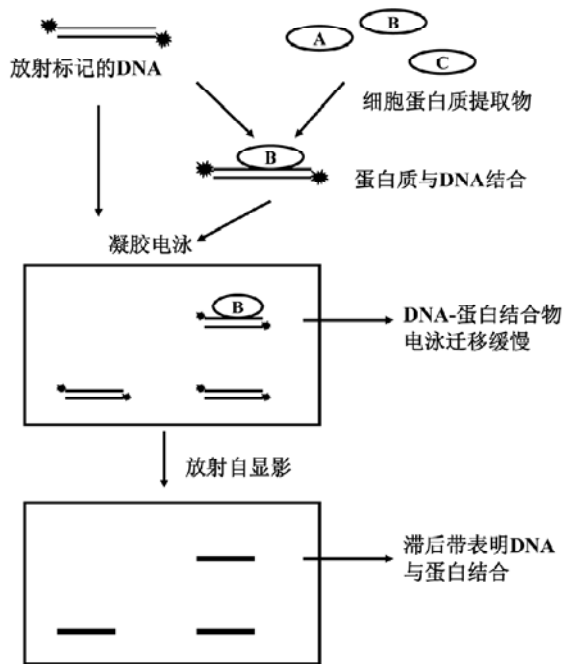 A
B
C
放射标记的DNA
细胞蛋白质提取物
B
蛋白质与DNA结合
凝胶电泳
B
DNA-蛋白结合物
电泳迁移缓慢
放射自显影
滞后带表明DNA
与蛋白结合